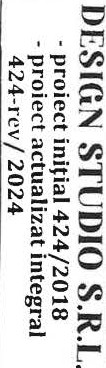 DESIGN STUDIO S.R.L.
- proiect inițial 424/2018
- proiect actualizat integral
424-rev/ 2024